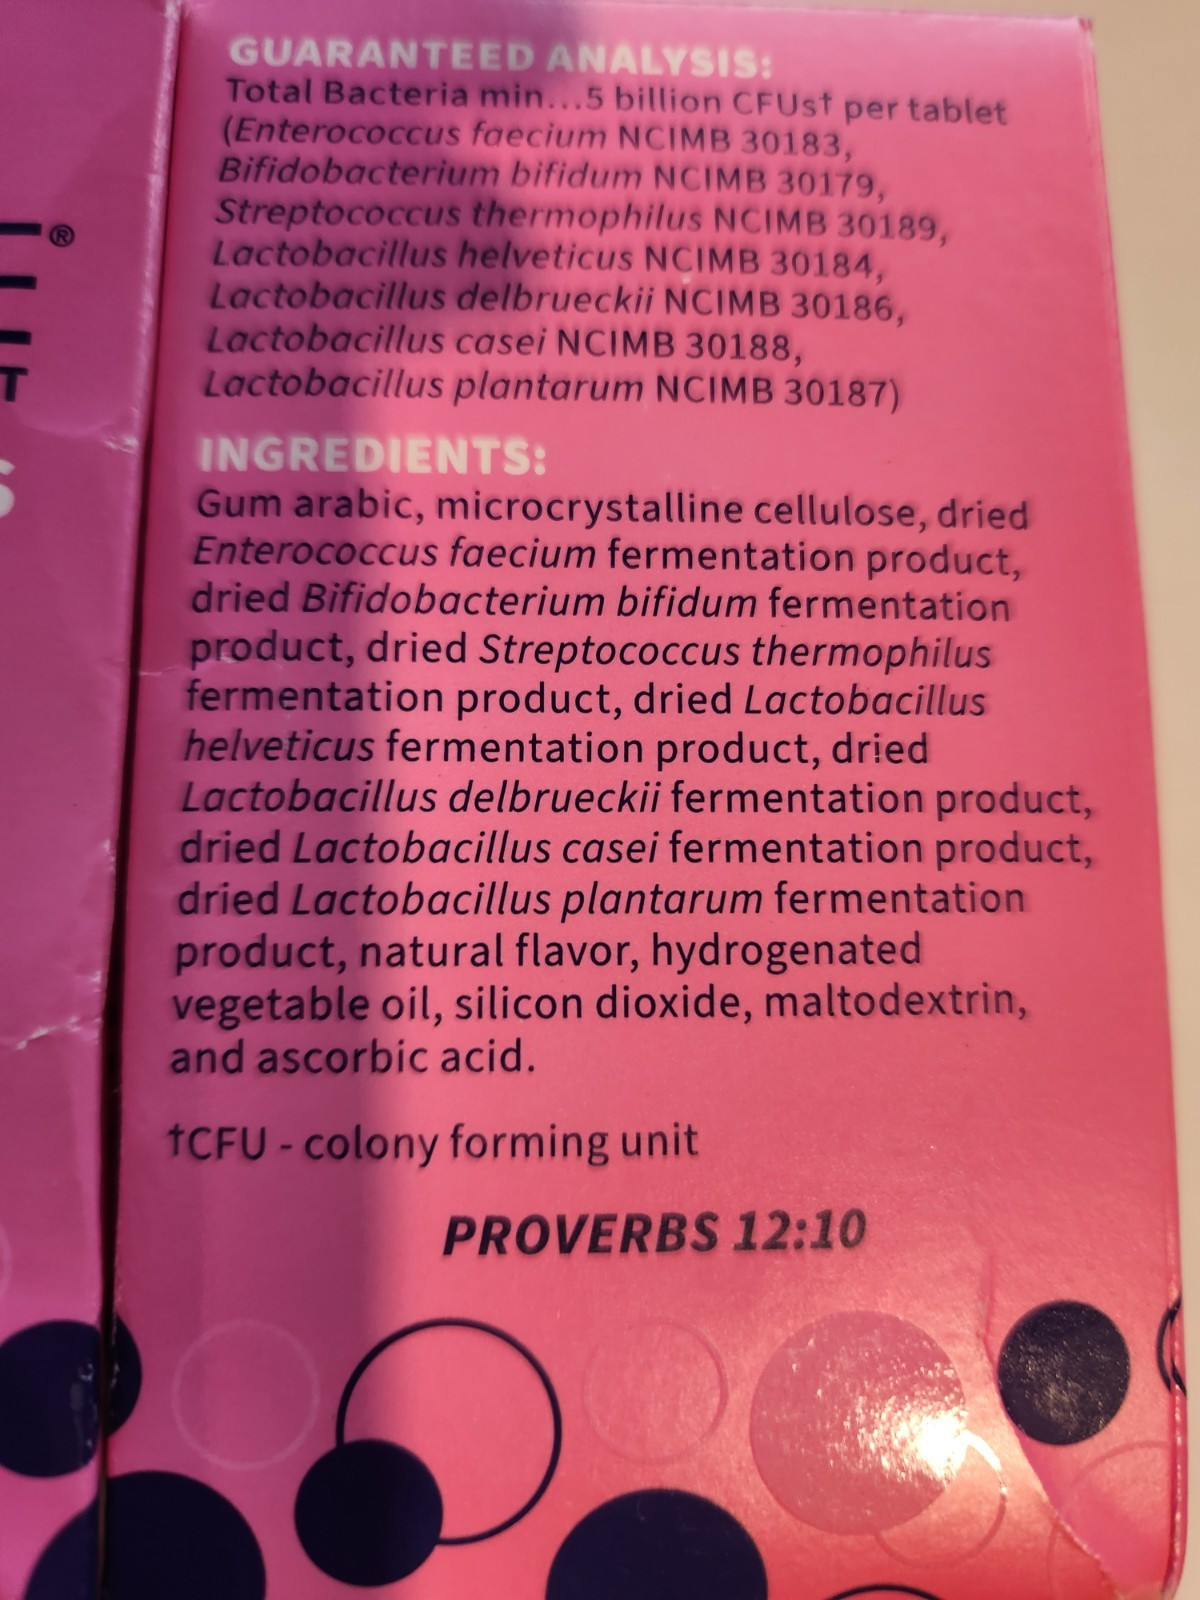 GUARANTEED ANALYSIS:
Total Bacteria min...5 billion CFUs† per tablet
(Enterococcus faecium NCIMB 30183,
Bifidobacterium bifidum NCIMB 30179,
Streptococcus thermophilus NCIMB 30189,
Lactobacillus helveticus NCIMB 30184,
Lactobacillus delbrueckii NCIMB 30186,
Lactobacillus casei NCIMB 30188,
Lactobacillus plantarum NCIMB 30187)
INGREDIENTS:
Gum arabic, microcrystalline cellulose, dried
Enterococcus faecium fermentation product,
dried Bifidobacterium bifidum fermentation
product, dried Streptococcus thermophilus
fermentation product, dried Lactobacillus
helveticus fermentation product, dried
Lactobacillus delbrueckii fermentation product,
dried Lactobacillus casei fermentation product,
dried Lactobacillus plantarum fermentation
product, natural flavor, hydrogenated
vegetable oil, silicon dioxide, maltodextrin,
and ascorbic acid.
†CFU - colony forming unit
PROVERBS 12:10